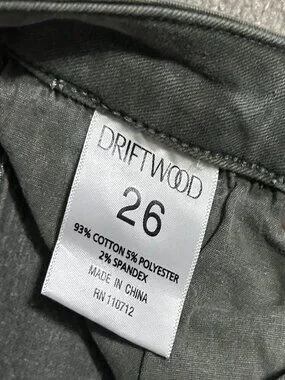 DRIFTWOOD
26
93% COTTON 5% POLYESTER
2% SPANDEX
MADE IN CHINA
RN 110712